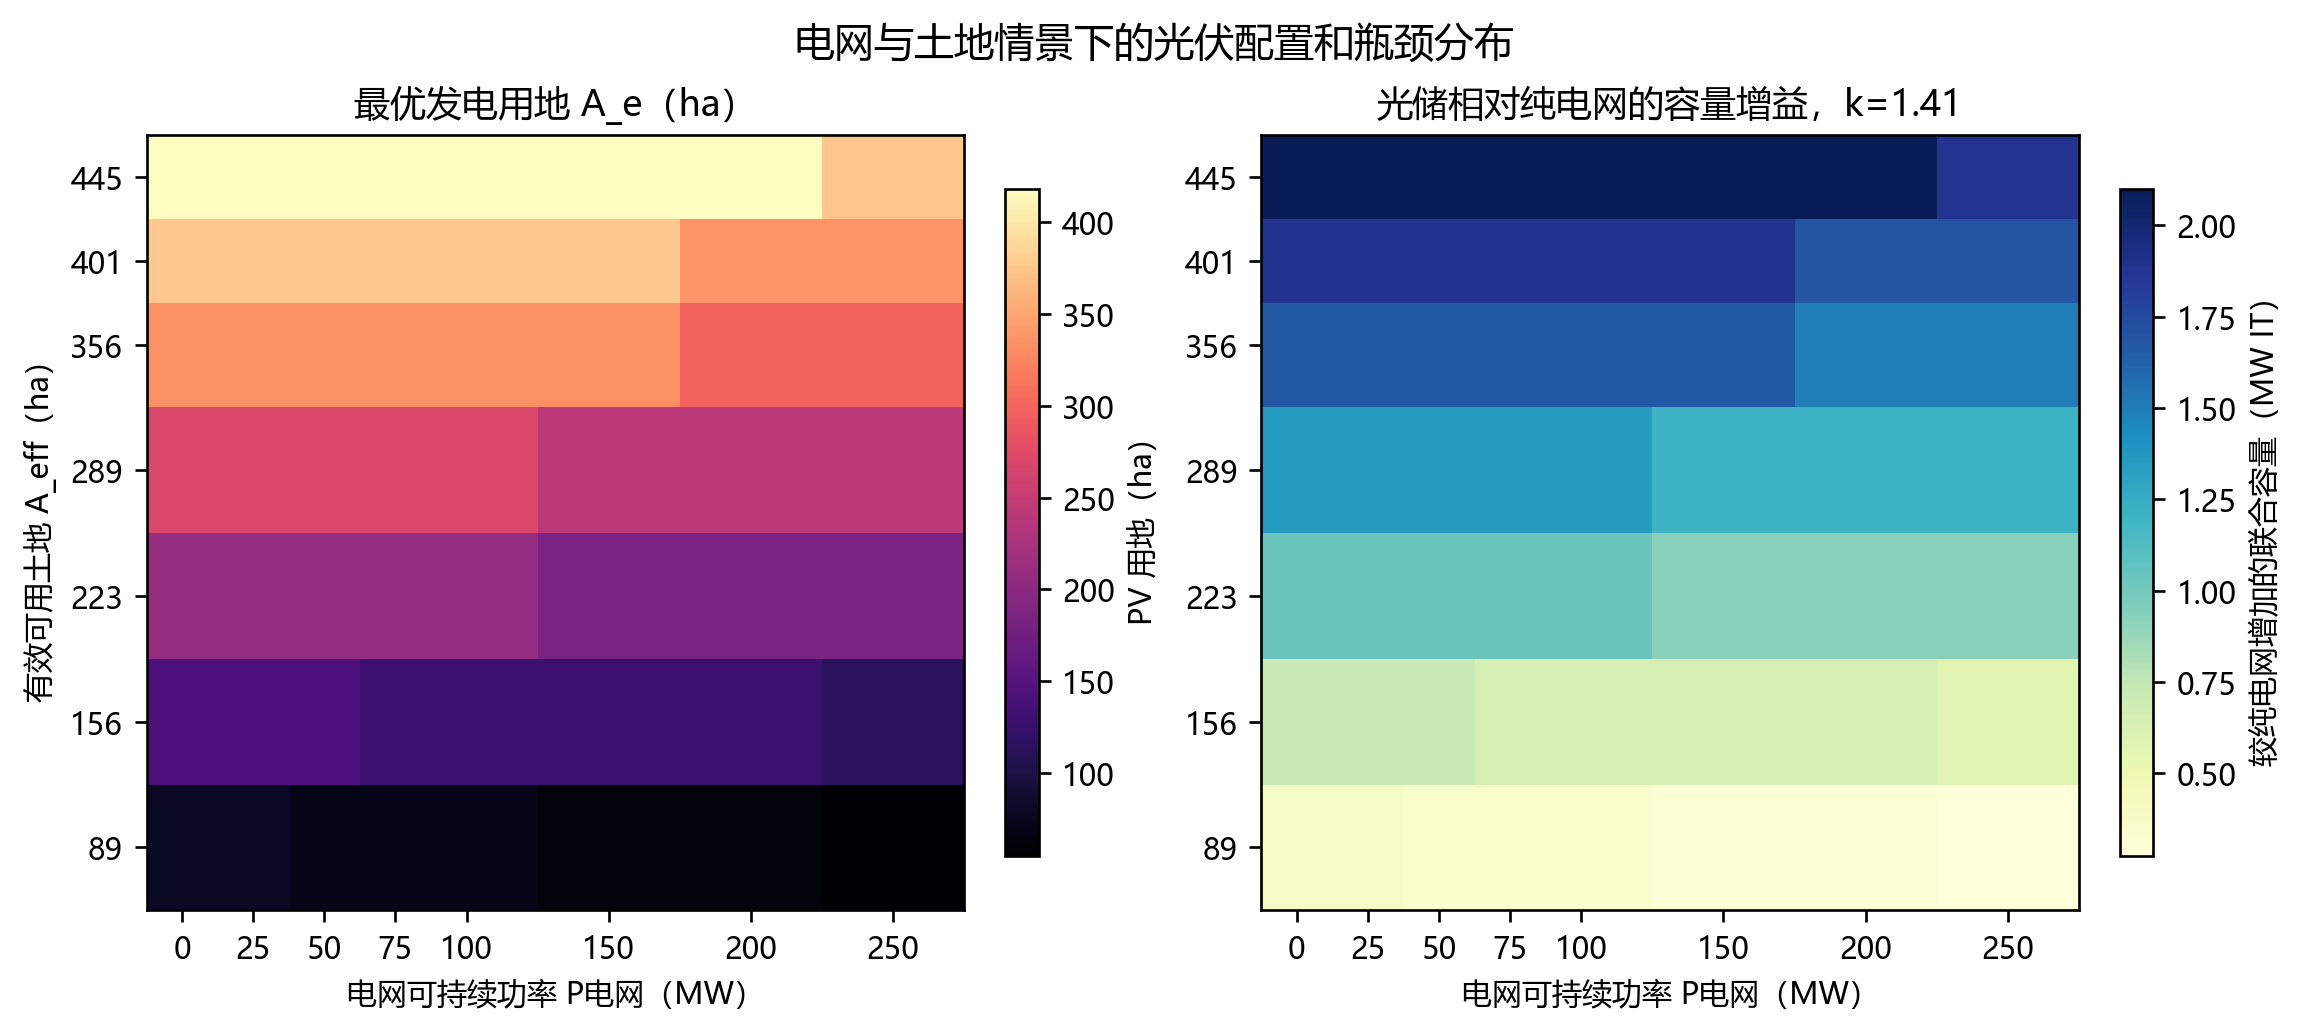 电网与土地情景下的光伏配置和瓶颈分布
最优发电用地 A_e（ha）
445
401
356
289
223
156
89
有效可用土地 A_eff（ha）
0 25 50 75 100 150 200 250
电网可持续功率 P电网（MW）
400
350
300
250
200
150
100
PV 用地（ha）
光储相对纯电网的容量增益，k=1.41
445
401
356
289
223
156
89
0 25 50 75 100 150 200 250
电网可持续功率 P电网（MW）
2.00
1.75
1.50
1.25
1.00
0.75
0.50
较纯电网增加的联合容量（MW IT）